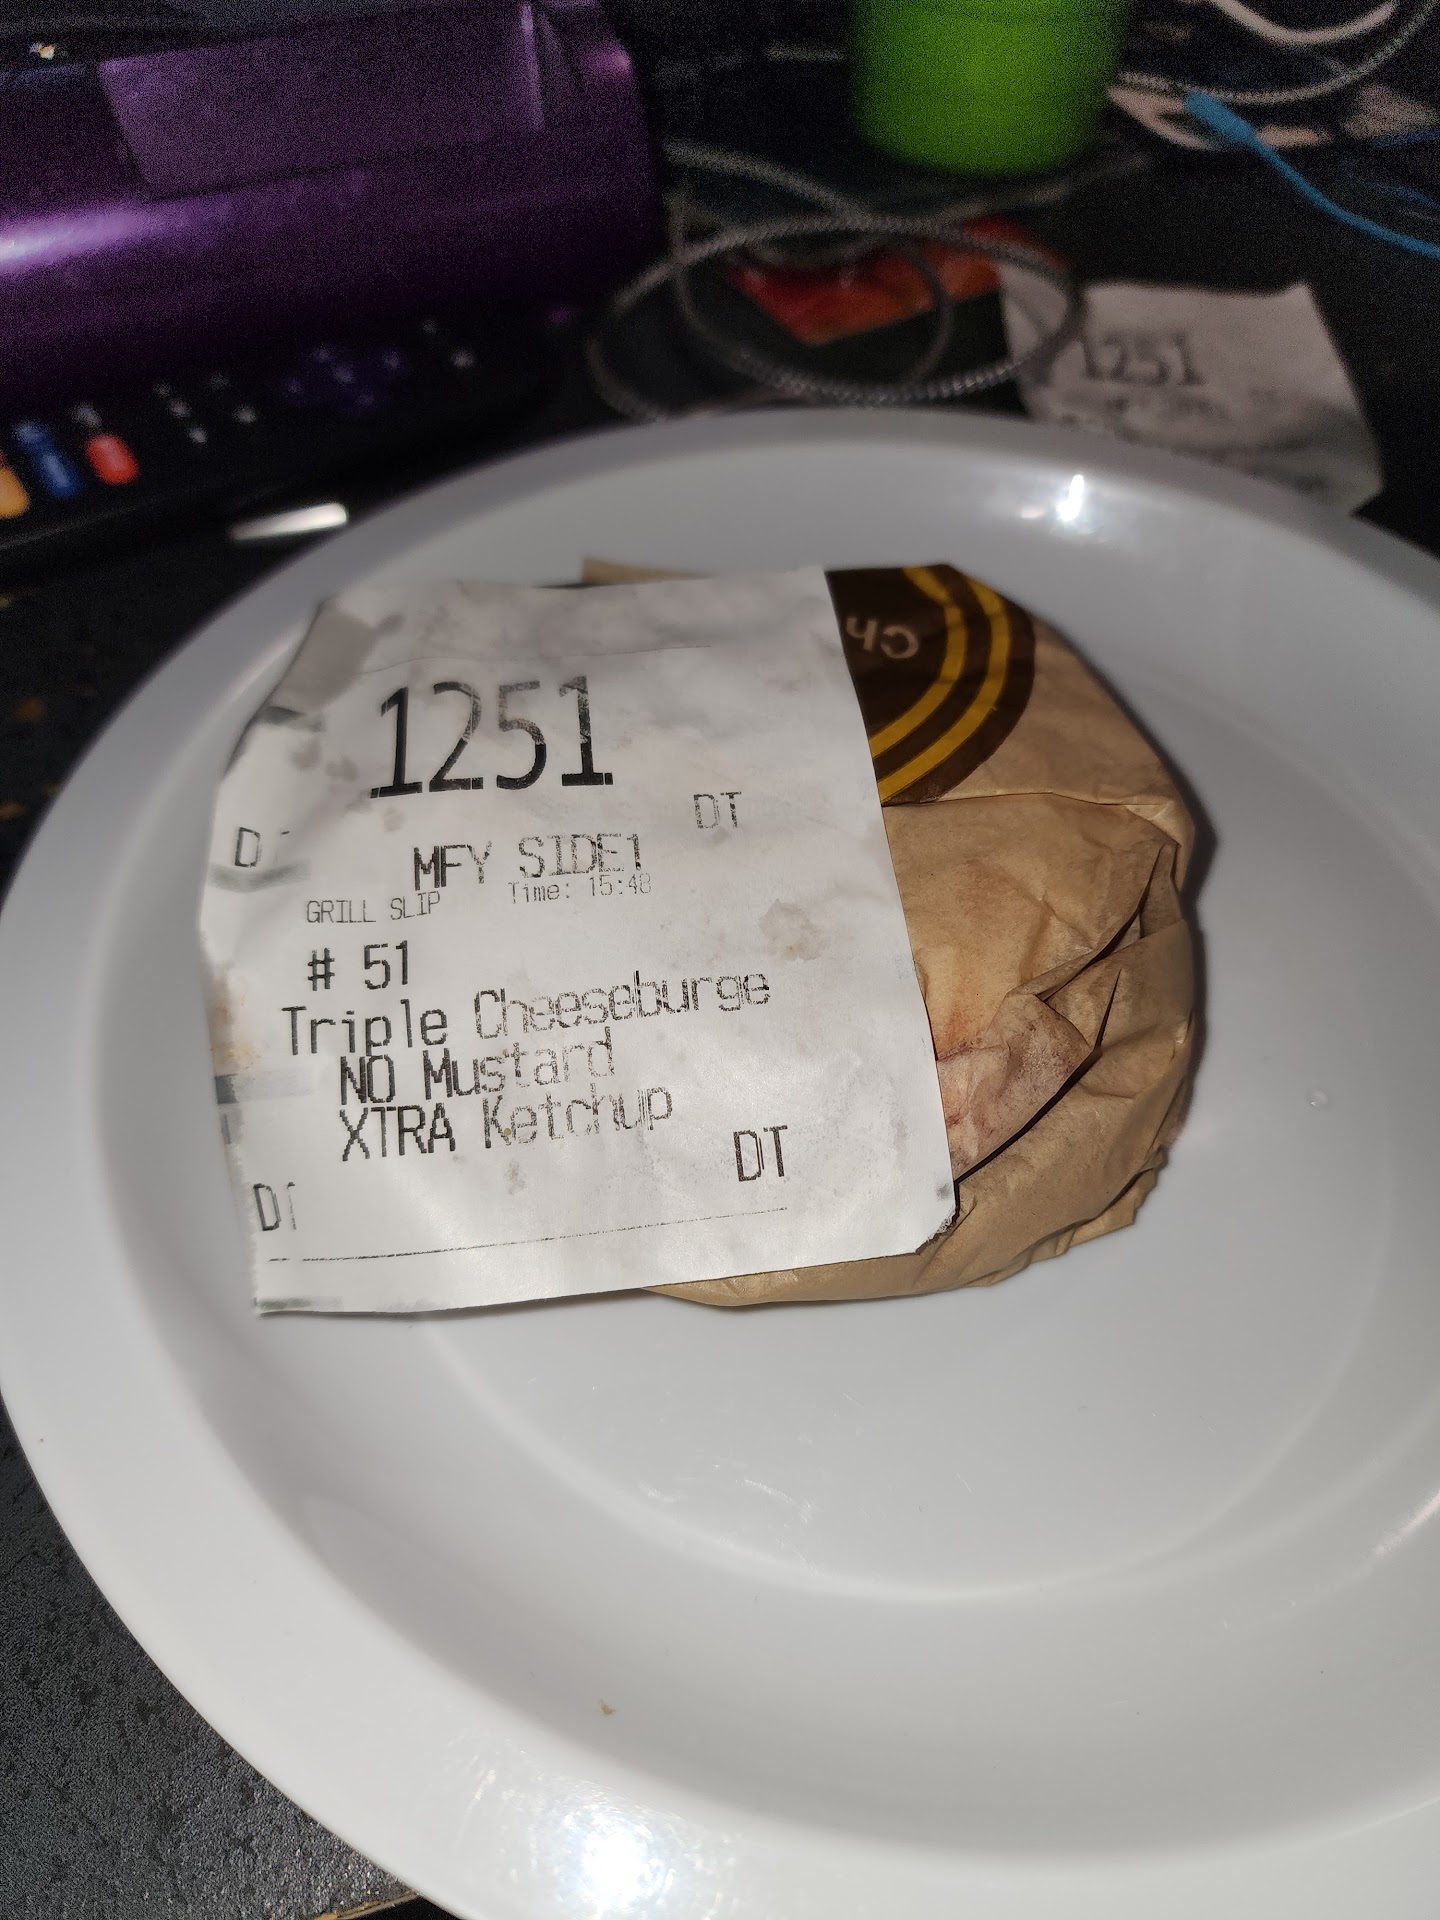 1251
1251
Ch
DT
D
MFY SIDE1
GRILL SLIP Time: 15:48
# 51
Triple Cheeseburge
NO Mustard
XTRA Ketchup
DT
DT